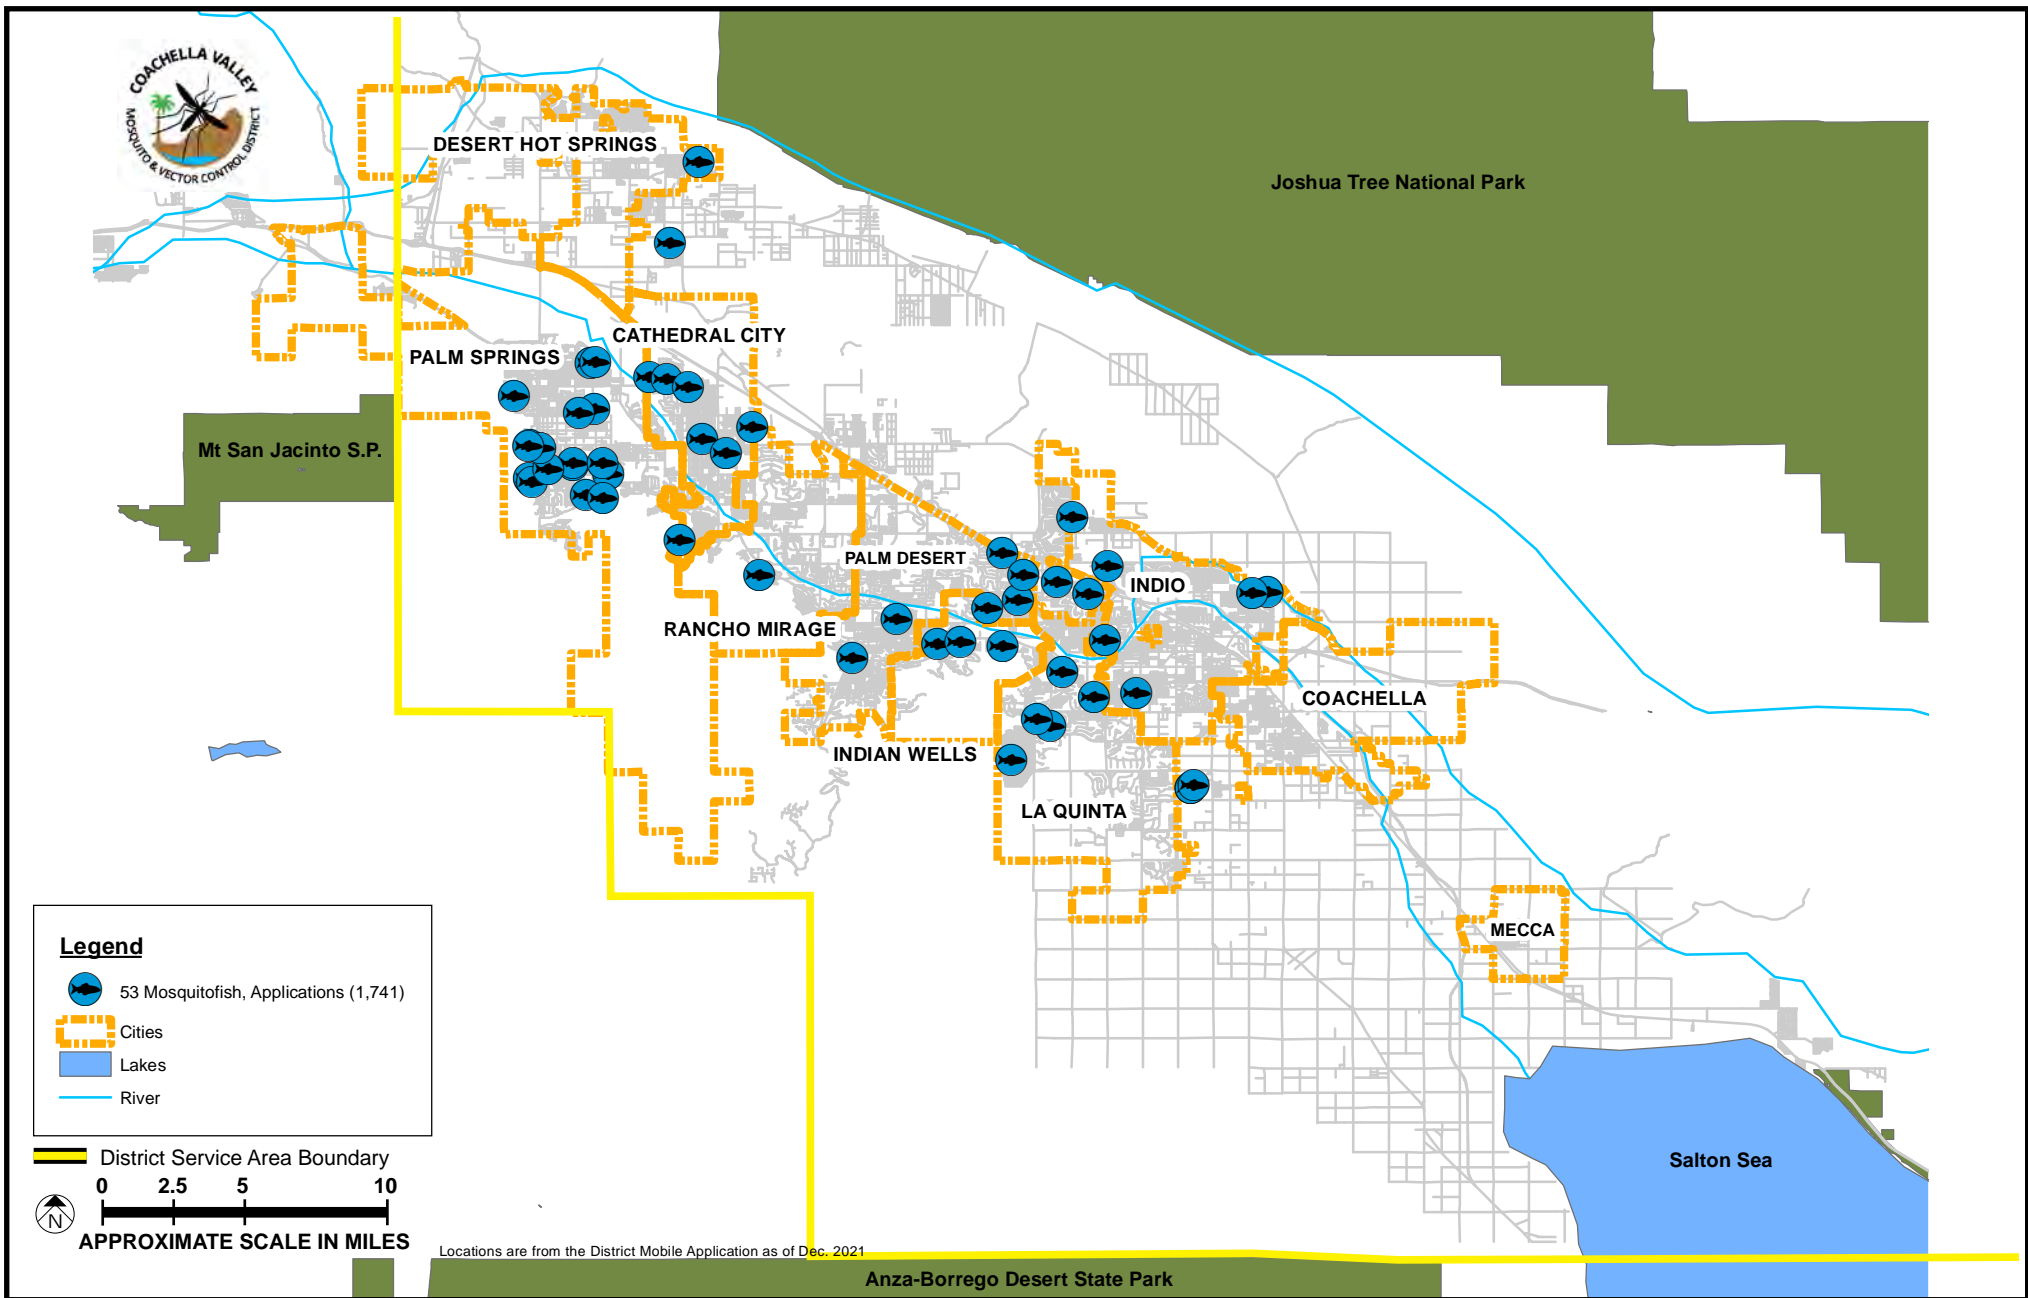 COACHELLA VALLEY
MOSQUITO & VECTOR CONTROL DISTRICT
DESERT HOT SPRINGS
Joshua Tree National Park
CATHEDRAL CITY
PALM SPRINGS
Mt San Jacinto S.P.
PALM DESERT
INDIO
RANCHO MIRAGE
COACHELLA
INDIAN WELLS
LA QUINTA
MECCA
Salton Sea
Legend
53 Mosquitofish, Applications (1,741)
Cities
Lakes
River
District Service Area Boundary
0 2.5 5 10
N
APPROXIMATE SCALE IN MILES
Locations are from the District Mobile Application as of Dec. 2021
Anza-Borrego Desert State Park